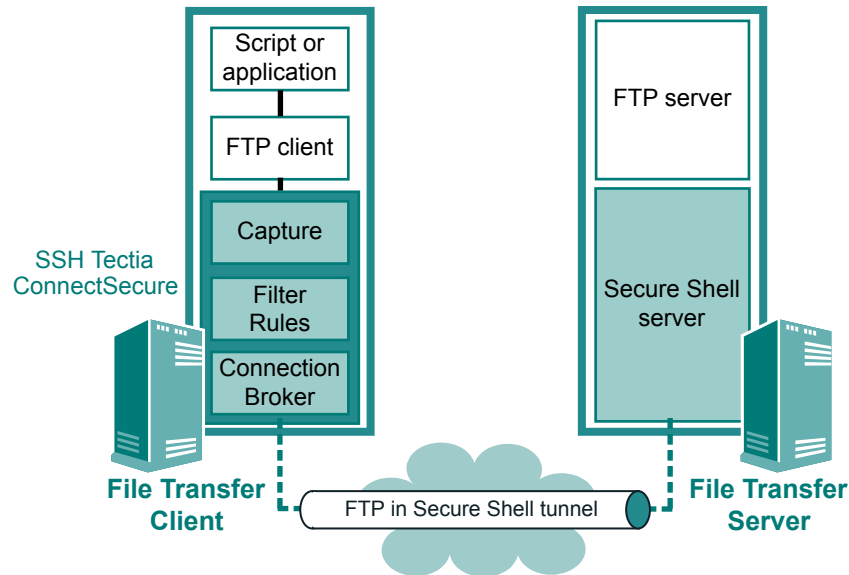 Script or
application
FTP client
Capture
Filter
Rules
Connection
Broker
SSH Tectia
ConnectSecure
File Transfer
Client
FTP in Secure Shell tunnel
FTP server
Secure Shell
server
File Transfer
Server